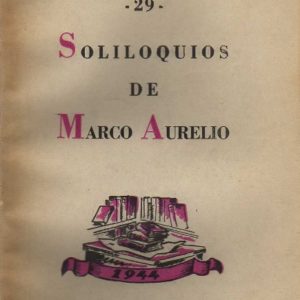 - 29 -
SOLILOQUIOS
DE
MARCO AURELIO
1944